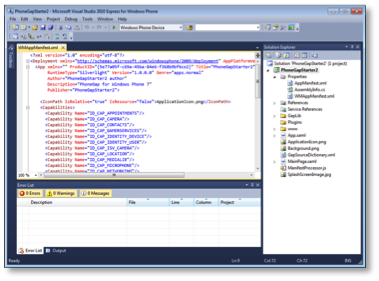 PhoneGapStarter2 - Microsoft Visual Studio 2010 Express for Windows Phone
File Edit View Project Debug Tools Window Help
Windows Phone Device
WMAppManifest.xml
<?xml version="1.0" encoding="utf-8"?>
<Deployment xmlns="http://schemas.microsoft.com/windowsphone/2009/deployment" AppPlatformVe
<App xmlns="" Title="PhoneGapStarter2"
RuntimeType="Silverlight" Version="1.0.0.0" Genre="apps.normal"
Author="PhoneGapStarter2 author"
Description="PhoneGap for Windows Phone 7"
Publisher="PhoneGapStarter2">
<IconPath IsRelative="true" IsResource="false">ApplicationIcon.png</IconPath>
<Capabilities>
<Capability Name="ID_CAP_APPOINTMENTS"/>
<Capability Name="ID_CAP_CAMERA"/>
<Capability Name="ID_CAP_CONTACTS"/>
<Capability Name="ID_CAP_GAMERSERVICES"/>
<Capability Name="ID_CAP_IDENTITY_DEVICE"/>
<Capability Name="ID_CAP_IDENTITY_USER"/>
<Capability Name="ID_CAP_ISV_CAMERA"/>
<Capability Name="ID_CAP_LOCATION"/>
<Capability Name="ID_CAP_MEDIALIB"/>
<Capability Name="ID_CAP_MICROPHONE"/>
<Capability Name="ID_CAP_NETWORKING"/>
100 %
Error List
0 Errors 0 Warnings 0 Messages
Description File Line Column Project
Error List Output
Ready Ln 9 Col 72 Ch 72 INS
Solution Explorer
Solution 'PhoneGapStarter2' (1 project)
PhoneGapStarter2
Properties
AppManifest.xml
AssemblyInfo.cs
WMAppManifest.xml
References
Service References
GapLib
Plugins
www
App.xaml
ApplicationIcon.png
Background.png
GapSourceDictionary.xml
MainPage.xaml
ManifestProcessor.js
SplashScreenImage.jpg